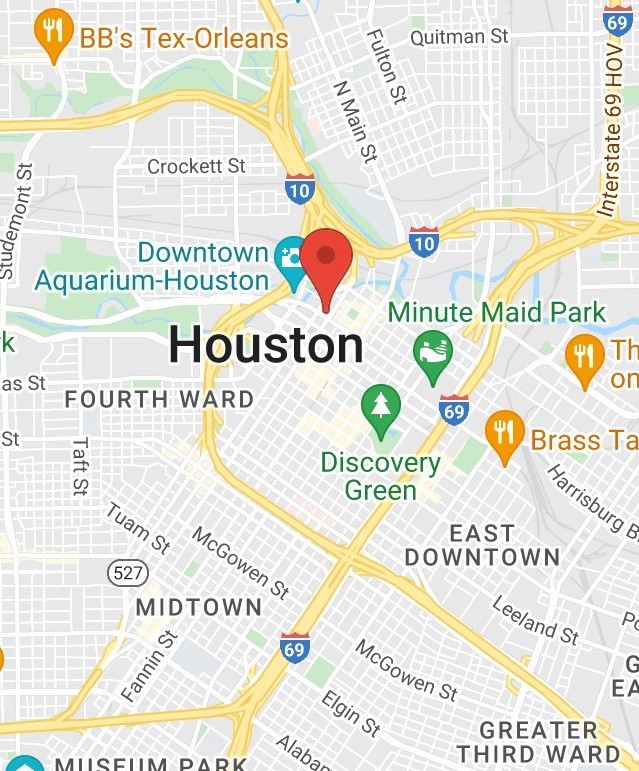 69
BB's Tex-Orleans
Quitman St
Fulton St
N Main St
Interstate 69 HOV
Crockett St
Studemont St
10
10
Downtown
Aquarium-Houston
Minute Maid Park
Houston
rk
Th
on
as St
FOURTH WARD
69
St
Taft St
Brass Ta
Discovery
Green
Harrisburg B
Tuam St
McGowen St
EAST
DOWNTOWN
527
MIDTOWN
Leeland St
Po
69
Fannin St
McGowen St
G
EA
Elgin St
GREATER
THIRD WARD
Alabam
MUSEUM PARK